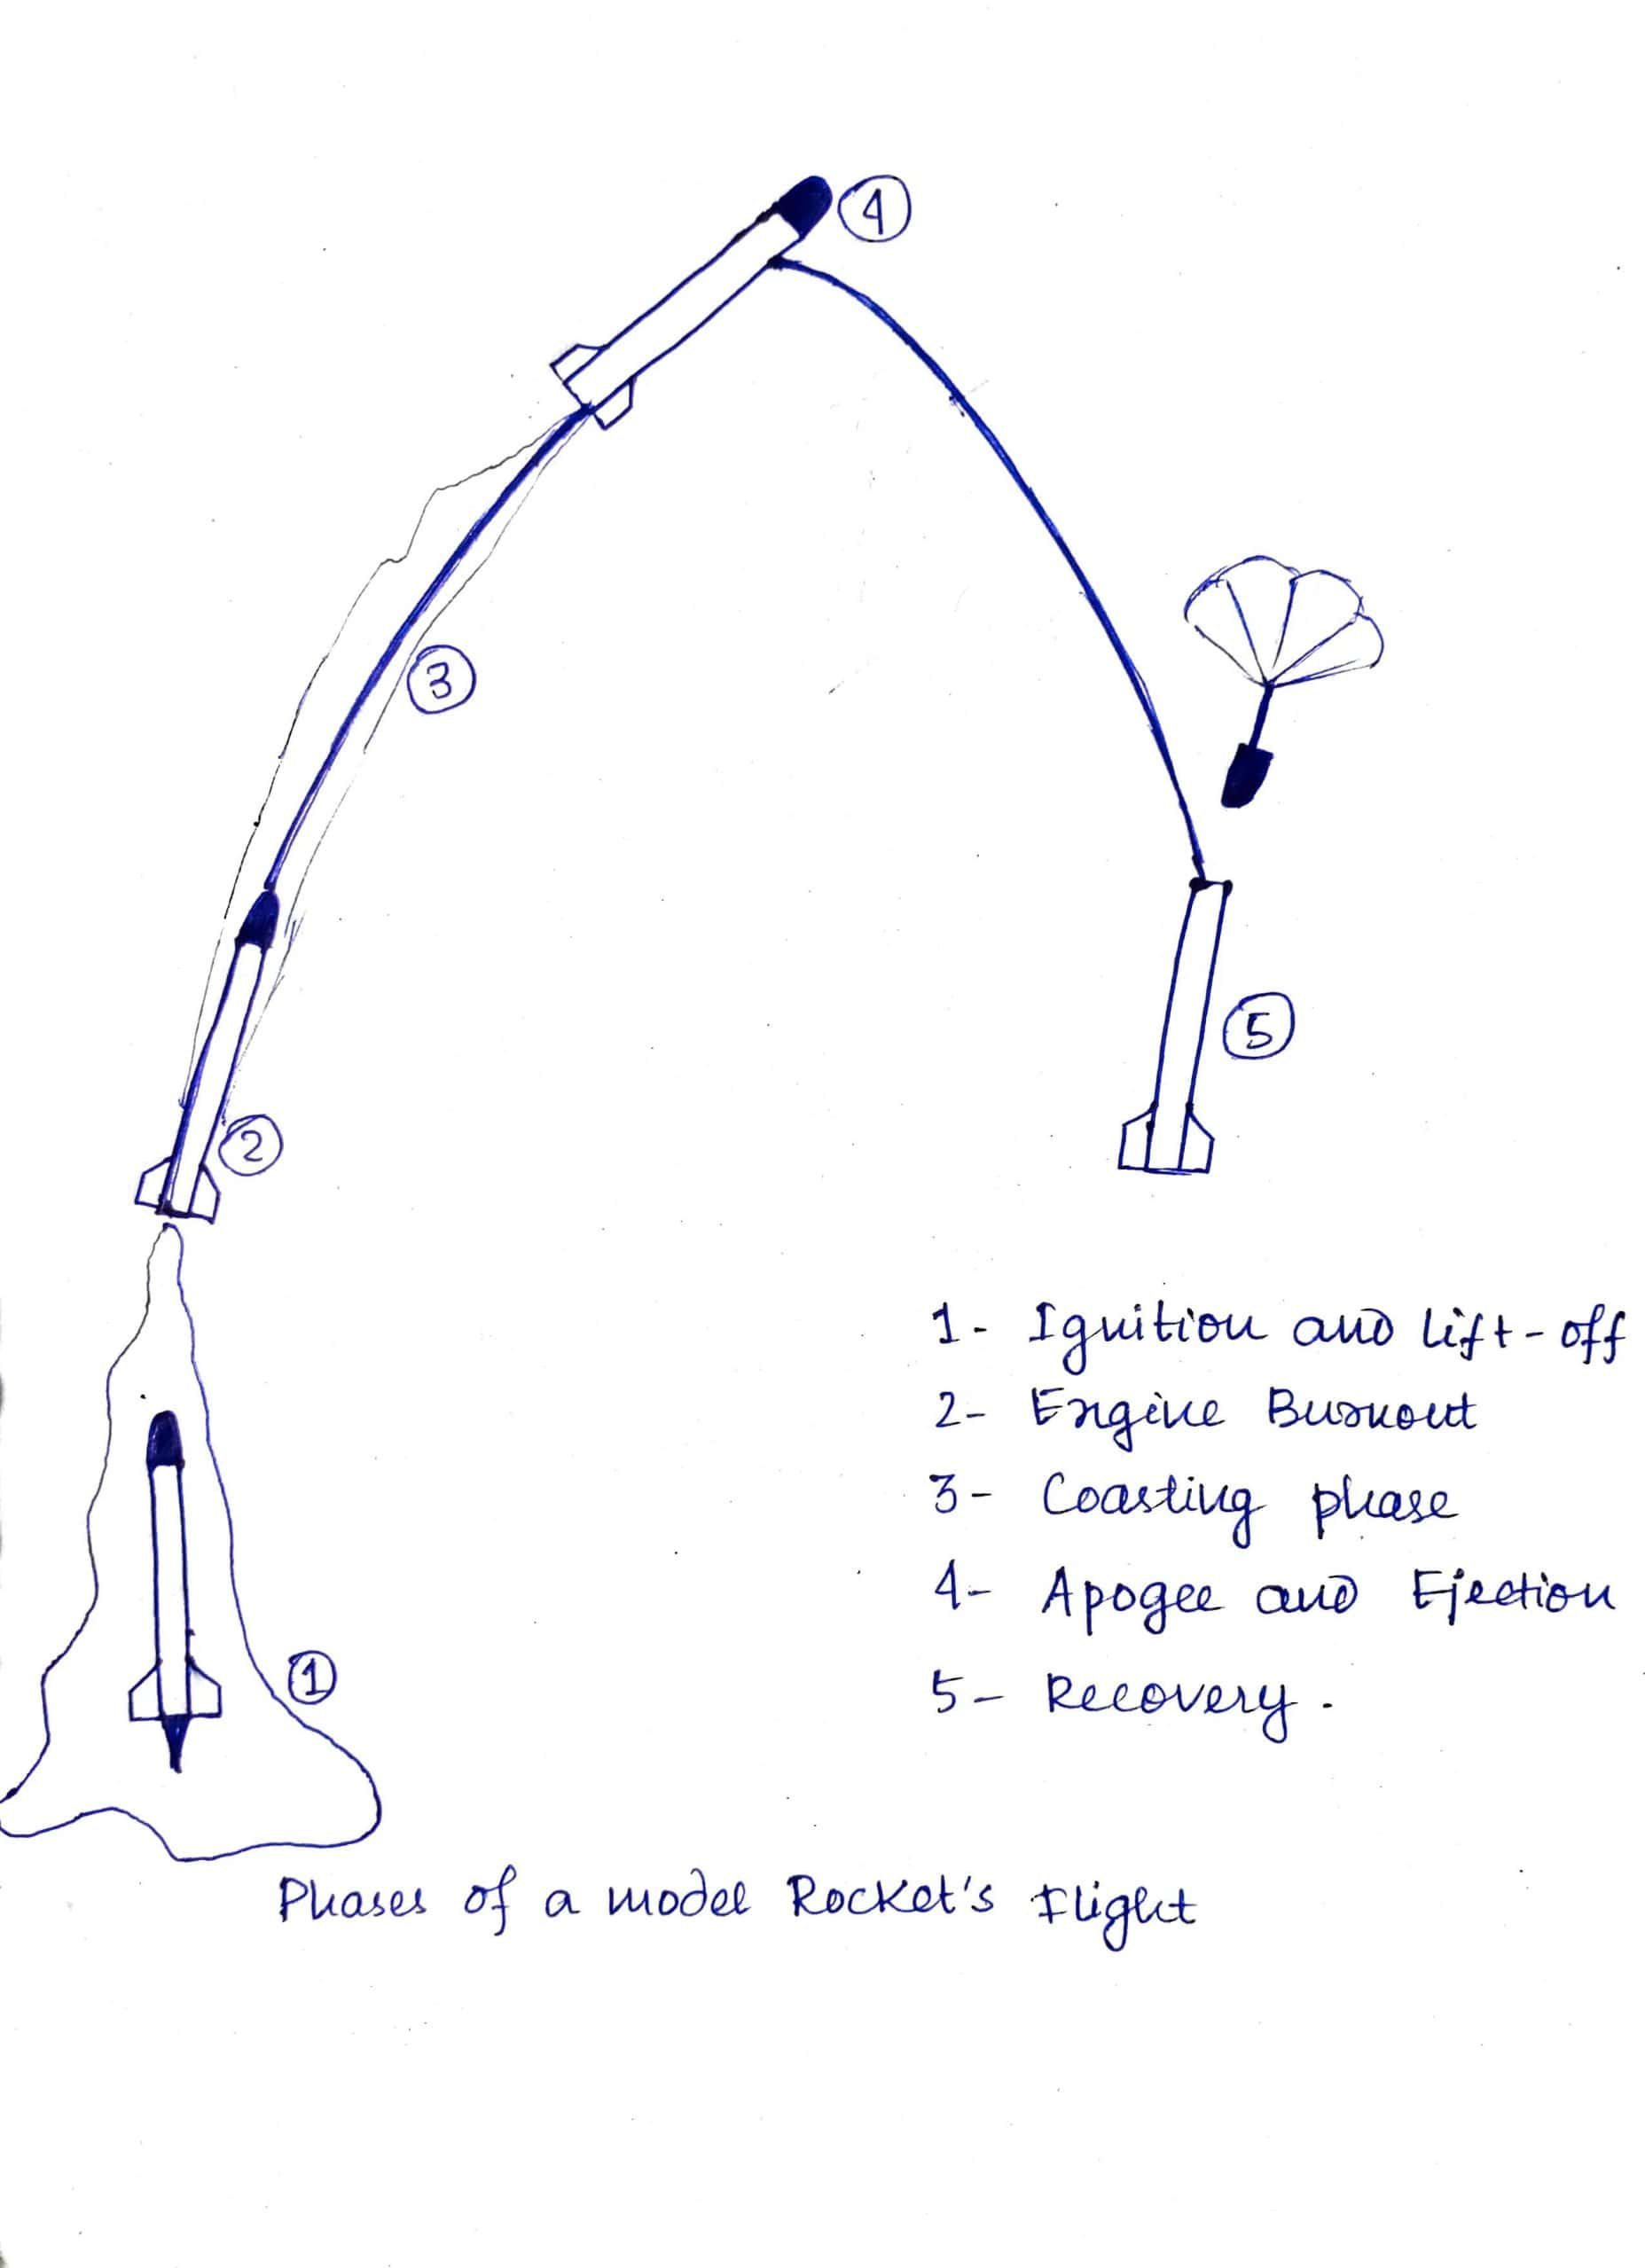 4
3
2
5
1
1- Ignition and lift-off
2- Engine Burnout
3- Coasting phase
4- Apogee and Ejection
5- Recovery.
Phases of a model Rocket's Flight